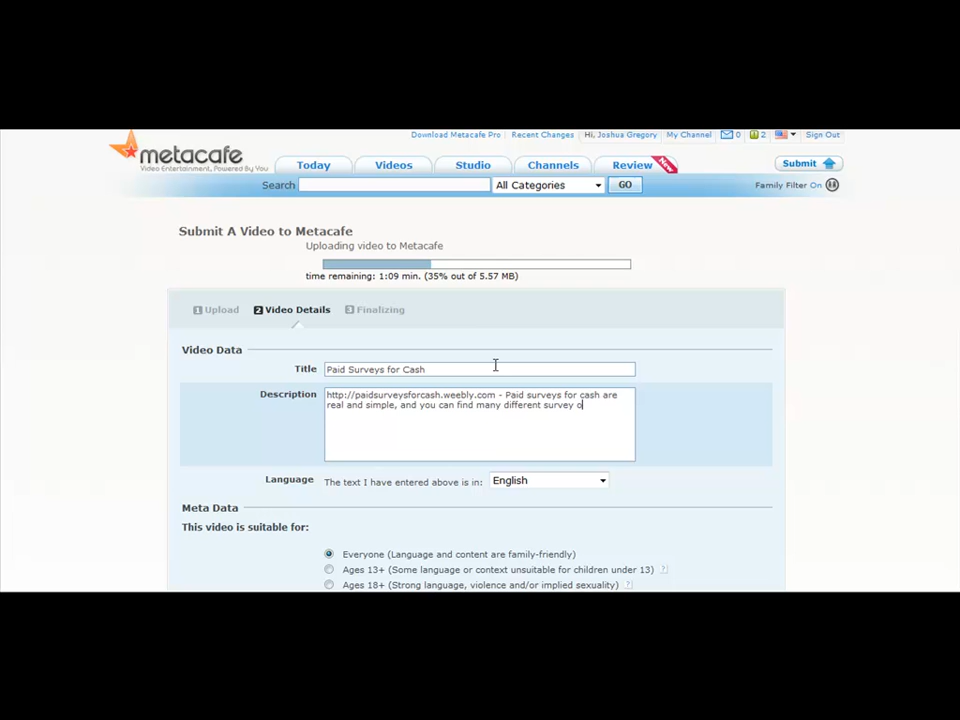 Download Metacafe Pro Recent Changes Hi, Joshua Gregory My Channel 0 2 Sign Out
metacafe
Video Entertainment, Powered By You
Today Videos Studio Channels Review New Submit
Search All Categories GO Family Filter On
Submit A Video to Metacafe
Uploading video to Metacafe
time remaining: 1:09 min. (35% out of 5.57 MB)
1 Upload 2 Video Details 3 Finalizing
Video Data
Title Paid Surveys for Cash
Description http://paidsurveysforcash.weebly.com - Paid surveys for cash are
real and simple, and you can find many different survey o
Language The text I have entered above is in: English
Meta Data
This video is suitable for:
Everyone (Language and content are family-friendly)
Ages 13+ (Some language or context unsuitable for children under 13) ?
Ages 18+ (Strong language, violence and/or implied sexuality) ?